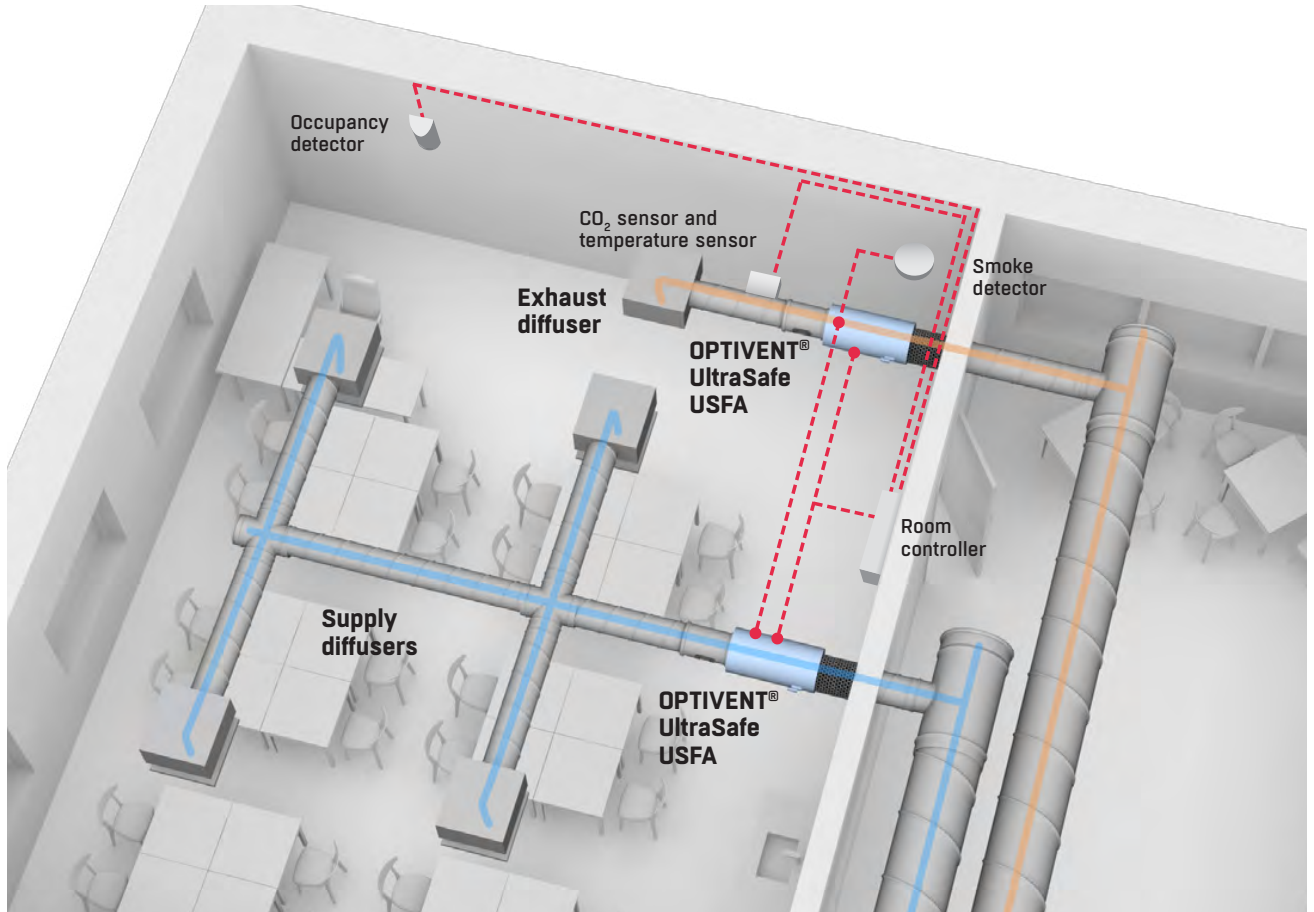 Occupancy
detector
CO₂ sensor and
temperature sensor
Smoke
detector
Exhaust
diffuser
OPTIVENT®
UltraSafe
USFA
Room
controller
Supply
diffusers
OPTIVENT®
UltraSafe
USFA